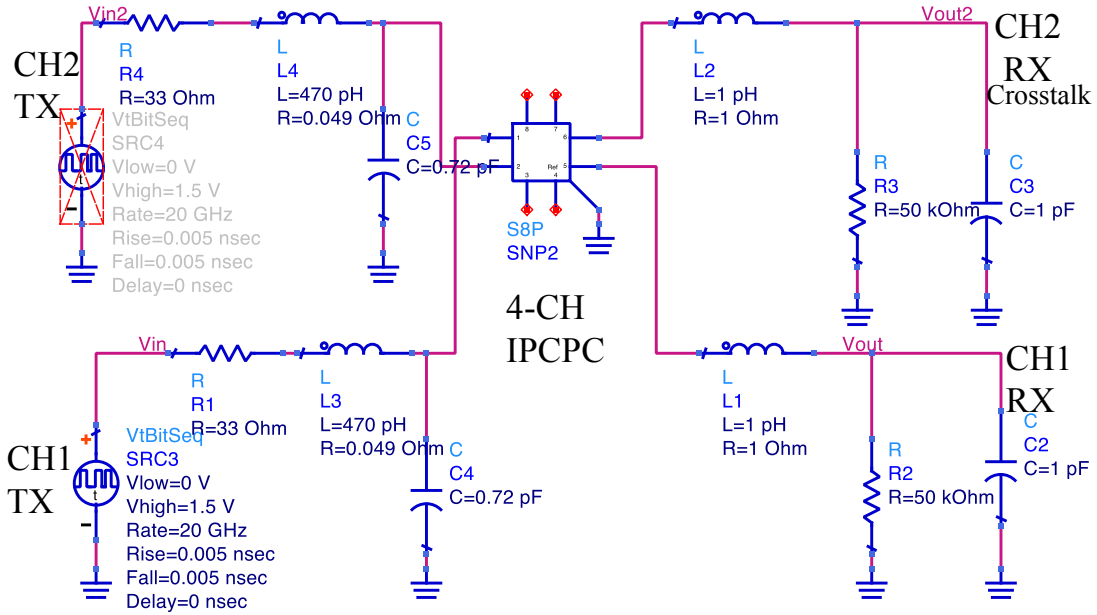 Vin2
R
R4
R=33 Ohm
L
L4
L=470 pH
R=0.049 Ohm
CH2
TX
VtBitSeq
SRC4
Vlow=0 V
Vhigh=1.5 V
Rate=20 GHz
Rise=0.005 nsec
Fall=0.005 nsec
Delay=0 nsec
+
t
−
C
C5
C=0.72 pF
8
7
1
6
2
Ref
5
3
4
S8P
SNP2
4-CH
IPCPC
L
L2
L=1 pH
R=1 Ohm
Vout2
CH2
RX
Crosstalk
R
R3
R=50 kOhm
C
C3
C=1 pF
Vin
R
R1
R=33 Ohm
L
L3
L=470 pH
R=0.049 Ohm
CH1
TX
VtBitSeq
SRC3
Vlow=0 V
Vhigh=1.5 V
Rate=20 GHz
Rise=0.005 nsec
Fall=0.005 nsec
Delay=0 nsec
+
t
−
C
C4
C=0.72 pF
L
L1
L=1 pH
R=1 Ohm
Vout
CH1
RX
R
R2
R=50 kOhm
C
C2
C=1 pF